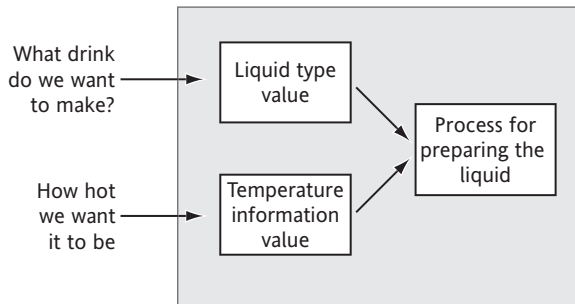 What drink
do we want
to make?
Liquid type
value
Process for
preparing the
liquid
How hot
we want
it to be
Temperature
information
value